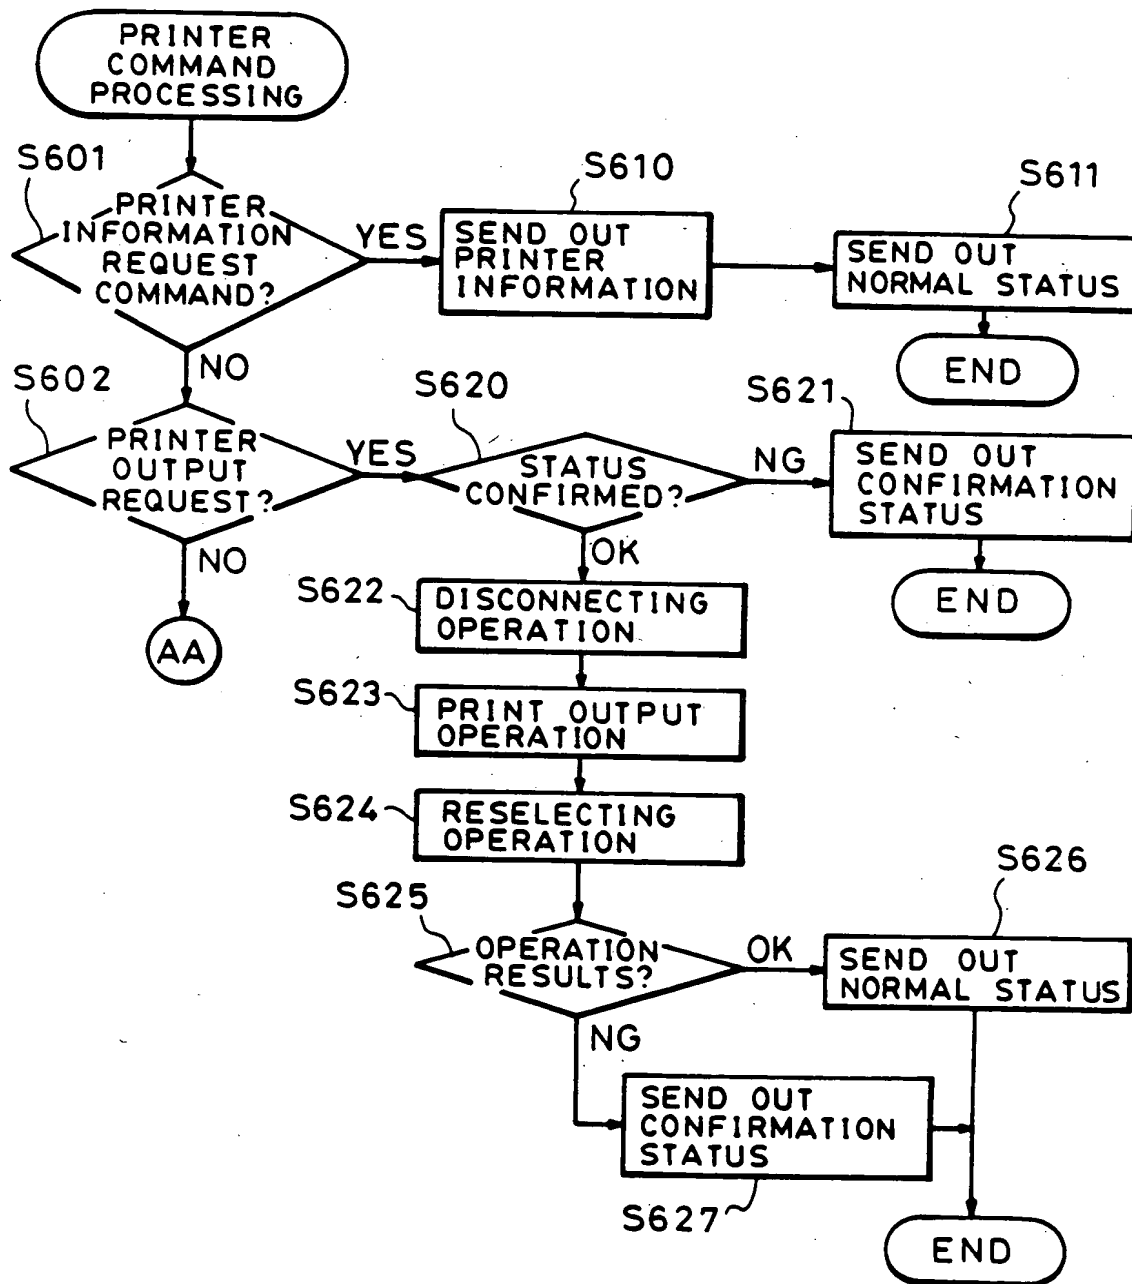 PRINTER
COMMAND
PROCESSING
S601
PRINTER
INFORMATION
REQUEST
COMMAND?
YES
S610
SEND OUT
PRINTER
INFORMATION
S611
SEND OUT
NORMAL STATUS
END
NO
S602
PRINTER
OUTPUT
REQUEST?
YES
S620
STATUS
CONFIRMED?
NG
S621
SEND OUT
CONFIRMATION
STATUS
END
NO
AA
OK
S622
DISCONNECTING
OPERATION
S623
PRINT OUTPUT
OPERATION
S624
RESELECTING
OPERATION
S625
OPERATION
RESULTS?
OK
S626
SEND OUT
NORMAL STATUS
NG
SEND OUT
CONFIRMATION
STATUS
S627
END